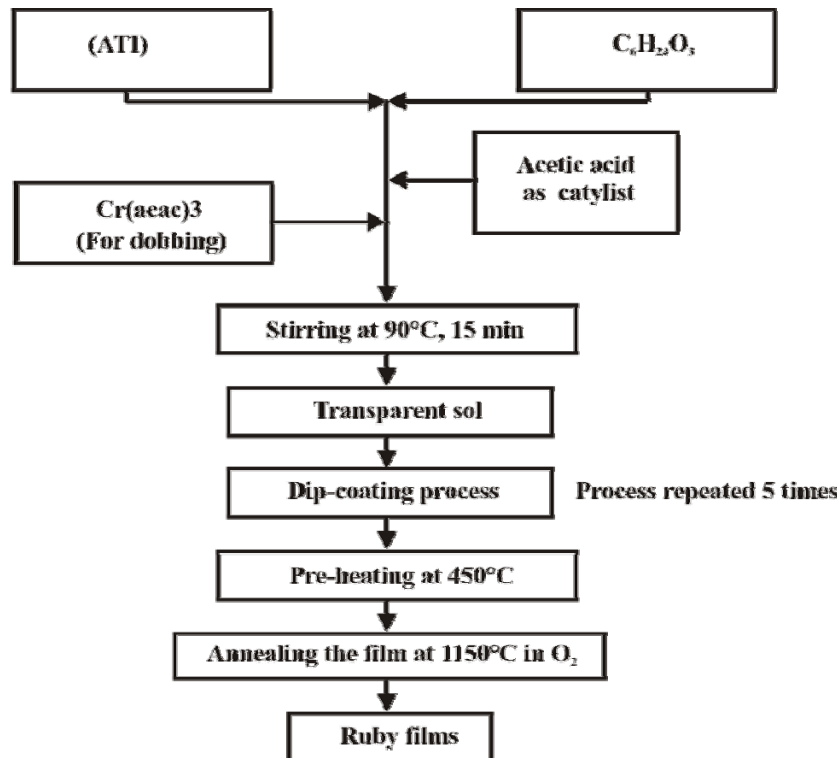 (ATI)
C₆H₂₄O₃
Acetic acid
as catylist
Cr(acac)3
(For dobbing)
Stirring at 90°C, 15 min
Transparent sol
Dip-coating process
Process repeated 5 times
Pre-heating at 450°C
Annealing the film at 1150°C in O₂
Ruby films